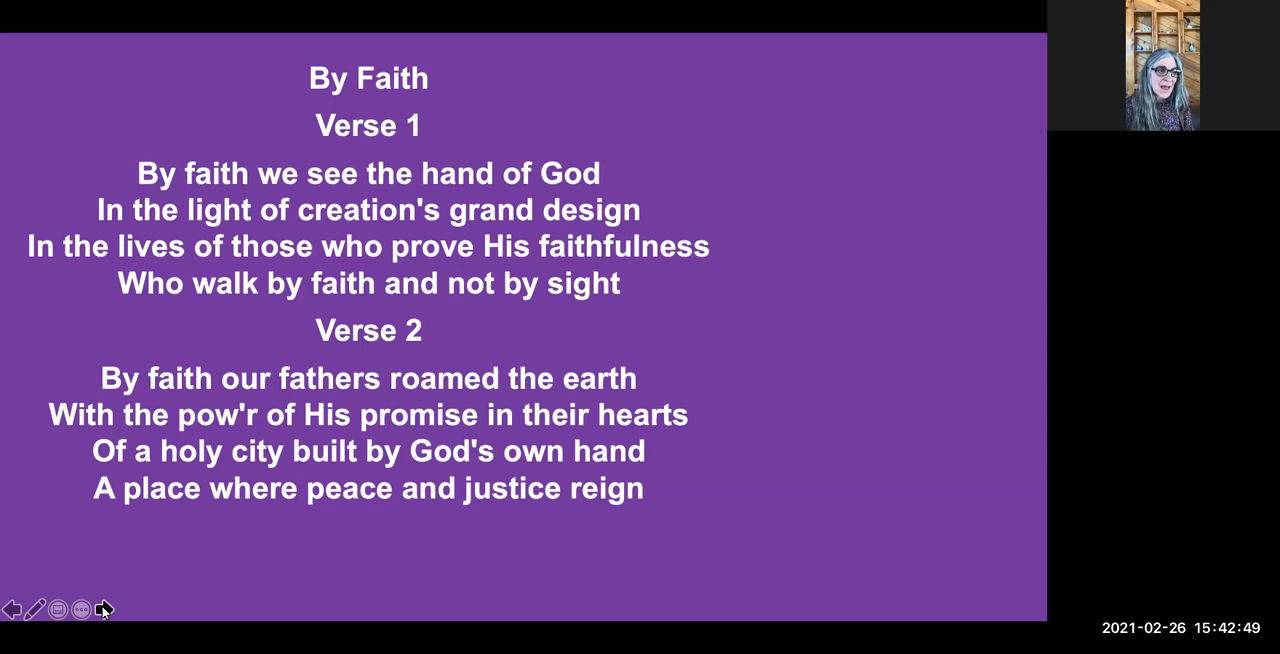 By Faith
Verse 1
By faith we see the hand of God
In the light of creation's grand design
In the lives of those who prove His faithfulness
Who walk by faith and not by sight
Verse 2
By faith our fathers roamed the earth
With the pow'r of His promise in their hearts
Of a holy city built by God's own hand
A place where peace and justice reign
2021-02-26 15:42:49